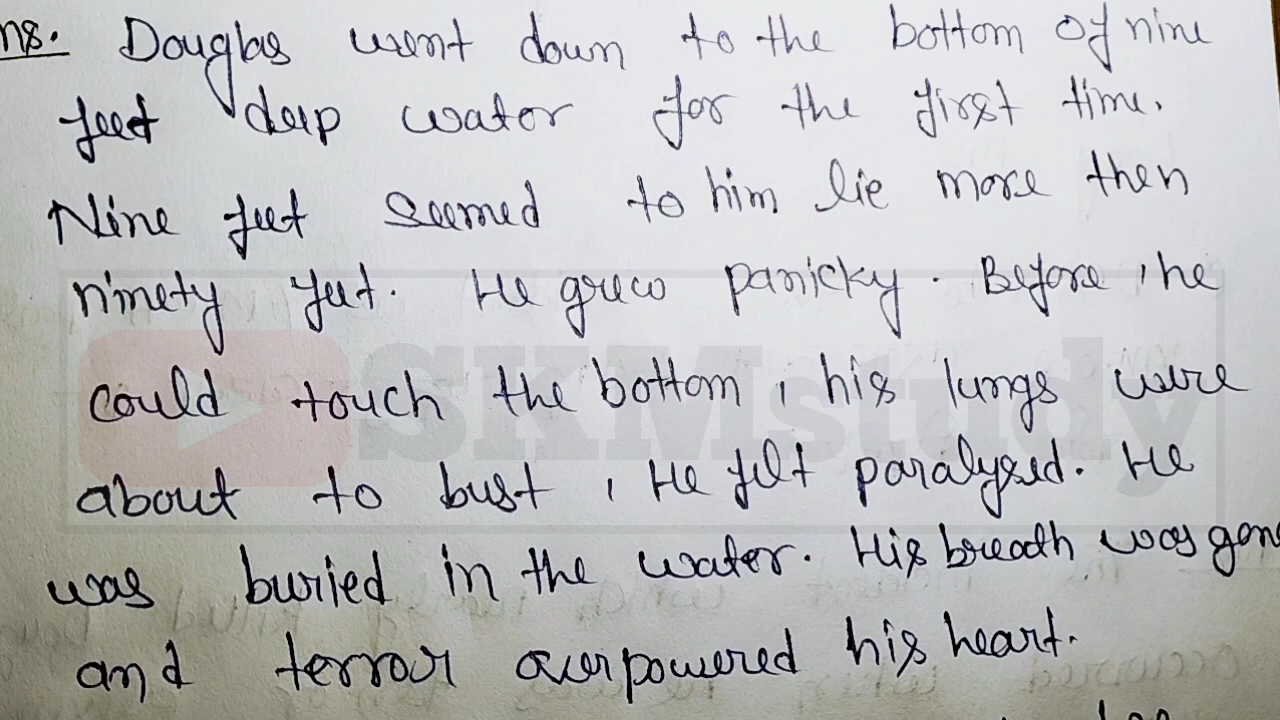 ns. Douglas went down to the bottom of nine
feet deep water for the first time.
Nine feet seemed to him lie more then
ninety feet. He grew panicky. Before, he
could touch the bottom, his lungs were
SKMstudy
about to bust, He felt paralysed. He
was buried in the water. His breath was gone
and terror overpowered his heart.